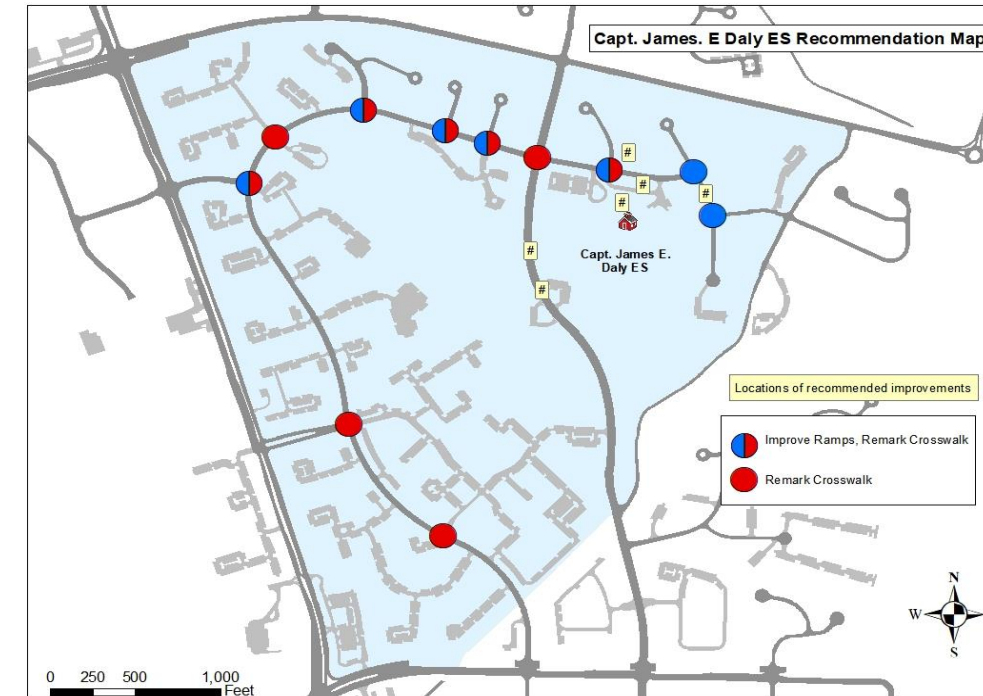 Capt. James. E Daly ES Recommendation Map
#
#
#
#
#
#
Capt. James E.
Daly ES
Locations of recommended improvements
Improve Ramps, Remark Crosswalk
Remark Crosswalk
N
W
E
S
0 250 500 1,000
Feet